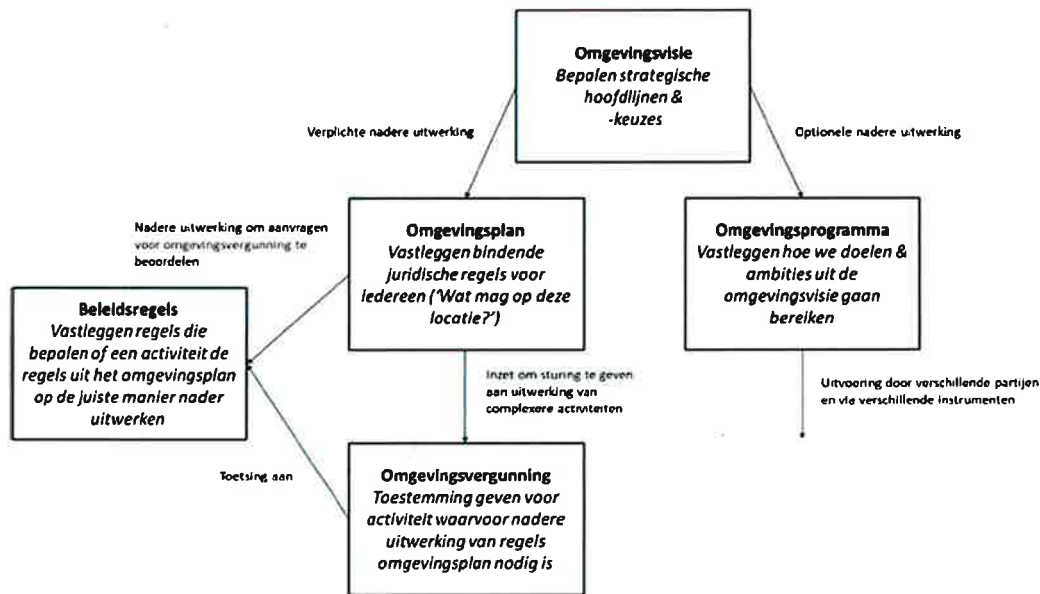 Omgevingsvisie
Bepalen strategische
hoofdlijnen &
-keuzes
Verplichte nadere uitwerking
Optionele nadere uitwerking
Nadere uitwerking om aanvragen
voor omgevingsvergunning te
beoordelen
Omgevingsplan
Vastleggen bindende
juridische regels voor
iedereen ('Wat mag op deze
locatie?')
Omgevingsprogramma
Vastleggen hoe we doelen &
ambities uit de
omgevingsvisie gaan
bereiken
Beleidsregels
Vastleggen regels die
bepalen of een activiteit de
regels uit het omgevingsplan
op de juiste manier nader
uitwerken
Inzet om sturing te geven
aan uitwerking van
complexere activiteiten
Uitvoering door verschillende partijen
en via verschillende instrumenten
Toetsing aan
Omgevingsvergunning
Toestemming geven voor
activiteit waarvoor nadere
uitwerking van regels
omgevingsplan nodig is